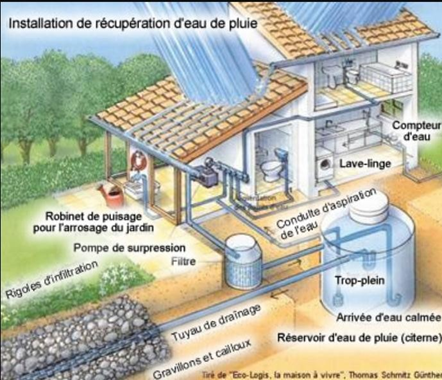 Installation de récupération d'eau de pluie
Compteur
d'eau
Lave-linge
Robinet de puisage
pour l'arrosage du jardin
Conduite d'aspiration
de l'eau
Pompe de surpression
Filtre
Rigoles d'infiltration
Trop-plein
Tuyau de draînage
Arrivée d'eau calmée
Réservoir d'eau de pluie (citerne)
Gravillons et cailloux
Tiré de "Eco-Logis, la maison à vivre", Thomas Schmitz Günther